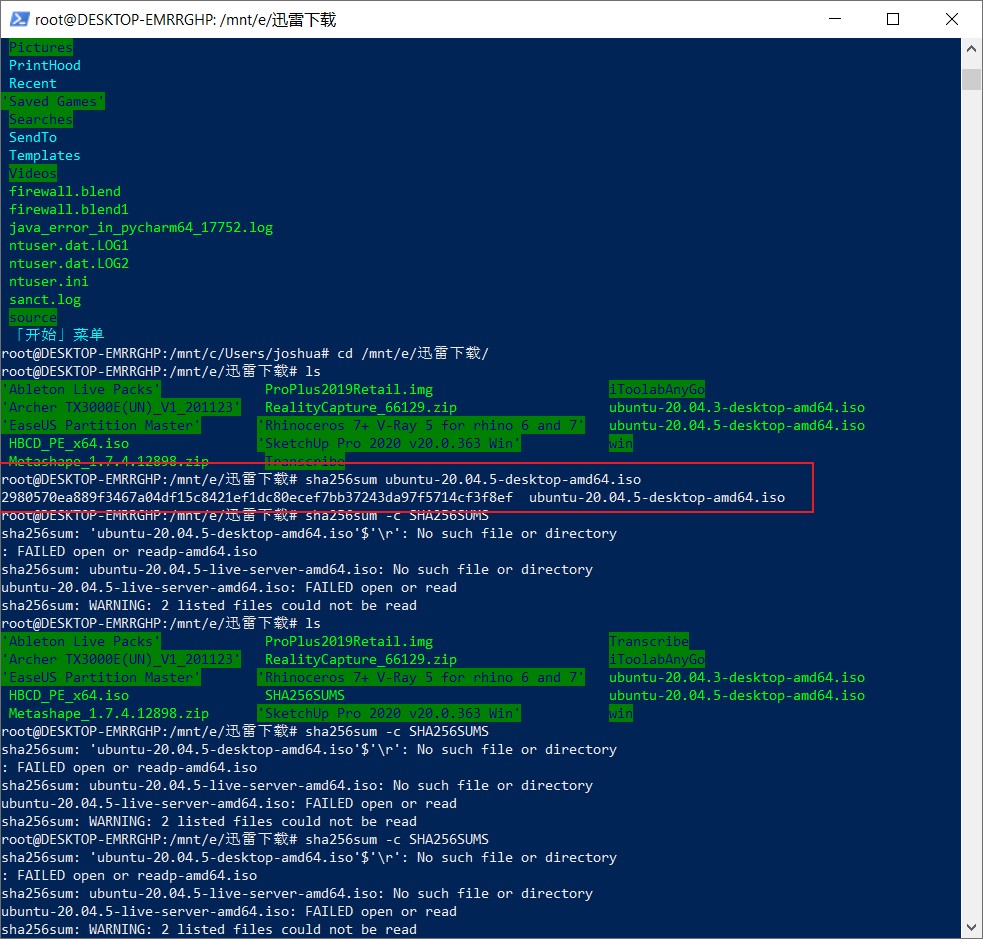 root@DESKTOP-EMRRGHP: /mnt/e/迅雷下载
Pictures
PrintHood
Recent
'Saved Games'
Searches
SendTo
Templates
Videos
firewall.blend
firewall.blend1
java_error_in_pycharm64_17752.log
ntuser.dat.LOG1
ntuser.dat.LOG2
ntuser.ini
sanct.log
source
「开始」菜单
root@DESKTOP-EMRRGHP:/mnt/c/Users/joshua# cd /mnt/e/迅雷下载/
root@DESKTOP-EMRRGHP:/mnt/e/迅雷下载# ls
'Ableton Live Packs' ProPlus2019Retail.img iToolabAnyGo
'Archer TX3000E(UN)_V1_201123' RealityCapture_66129.zip ubuntu-20.04.3-desktop-amd64.iso
'EaseUS Partition Master' 'Rhinoceros 7+ V-Ray 5 for rhino 6 and 7' ubuntu-20.04.5-desktop-amd64.iso
HBCD_PE_x64.iso 'SketchUp Pro 2020 v20.0.363 Win' win
Metashape_1.7.4.12898.zip Transcribe
root@DESKTOP-EMRRGHP:/mnt/e/迅雷下载# sha256sum ubuntu-20.04.5-desktop-amd64.iso
2980570ea889f3467a04df15c8421ef1dc80ecef7bb37243da97f5714cf3f8ef ubuntu-20.04.5-desktop-amd64.iso
root@DESKTOP-EMRRGHP:/mnt/e/迅雷下载# sha256sum -c SHA256SUMS
sha256sum: 'ubuntu-20.04.5-desktop-amd64.iso'$'\r': No such file or directory
: FAILED open or readp-amd64.iso
sha256sum: ubuntu-20.04.5-live-server-amd64.iso: No such file or directory
ubuntu-20.04.5-live-server-amd64.iso: FAILED open or read
sha256sum: WARNING: 2 listed files could not be read
root@DESKTOP-EMRRGHP:/mnt/e/迅雷下载# ls
'Ableton Live Packs' ProPlus2019Retail.img Transcribe
'Archer TX3000E(UN)_V1_201123' RealityCapture_66129.zip iToolabAnyGo
'EaseUS Partition Master' 'Rhinoceros 7+ V-Ray 5 for rhino 6 and 7' ubuntu-20.04.3-desktop-amd64.iso
HBCD_PE_x64.iso SHA256SUMS ubuntu-20.04.5-desktop-amd64.iso
Metashape_1.7.4.12898.zip 'SketchUp Pro 2020 v20.0.363 Win' win
root@DESKTOP-EMRRGHP:/mnt/e/迅雷下载# sha256sum -c SHA256SUMS
sha256sum: 'ubuntu-20.04.5-desktop-amd64.iso'$'\r': No such file or directory
: FAILED open or readp-amd64.iso
sha256sum: ubuntu-20.04.5-live-server-amd64.iso: No such file or directory
ubuntu-20.04.5-live-server-amd64.iso: FAILED open or read
sha256sum: WARNING: 2 listed files could not be read
root@DESKTOP-EMRRGHP:/mnt/e/迅雷下载# sha256sum -c SHA256SUMS
sha256sum: 'ubuntu-20.04.5-desktop-amd64.iso'$'\r': No such file or directory
: FAILED open or readp-amd64.iso
sha256sum: ubuntu-20.04.5-live-server-amd64.iso: No such file or directory
ubuntu-20.04.5-live-server-amd64.iso: FAILED open or read
sha256sum: WARNING: 2 listed files could not be read